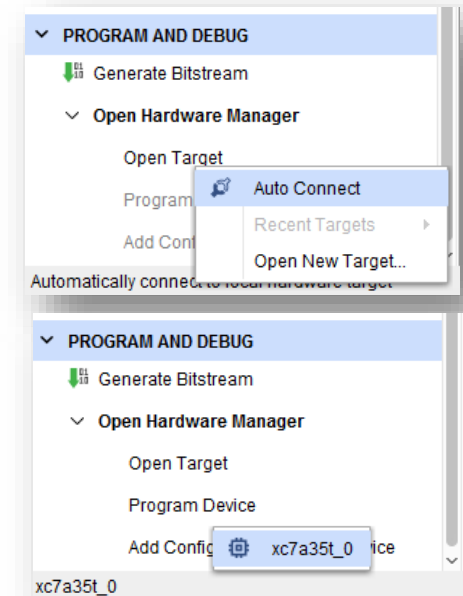 PROGRAM AND DEBUG
Generate Bitstream
Open Hardware Manager
Open Target
Auto Connect
Program
Recent Targets
Add Conf
Open New Target...
Automatically connect to local hardware target
PROGRAM AND DEBUG
Generate Bitstream
Open Hardware Manager
Open Target
Program Device
Add Config xc7a35t_0 ice
xc7a35t_0